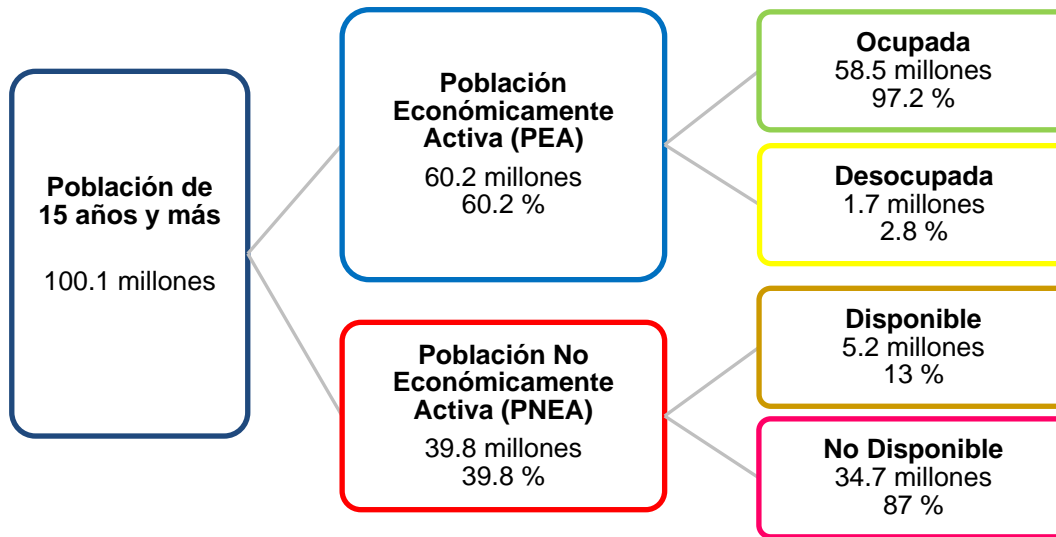 Población de
15 años y más
100.1 millones
Población
Económicamente
Activa (PEA)
60.2 millones
60.2 %
Ocupada
58.5 millones
97.2 %
Desocupada
1.7 millones
2.8 %
Población No
Económicamente
Activa (PNEA)
39.8 millones
39.8 %
Disponible
5.2 millones
13 %
No Disponible
34.7 millones
87 %